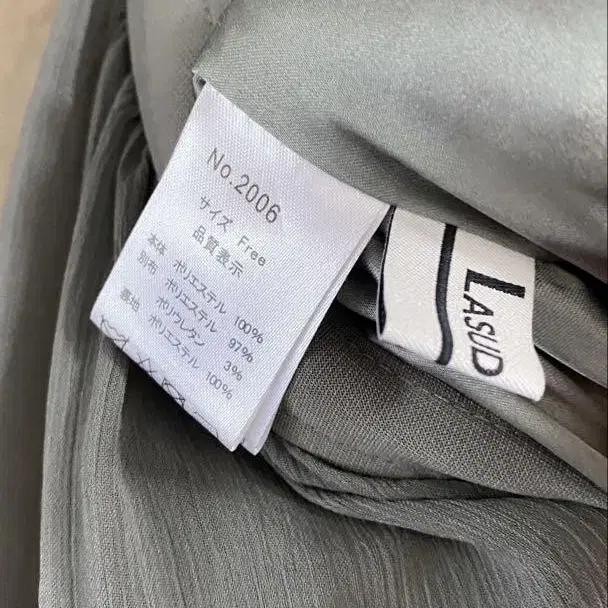 No.2006
サイズ Free
品質表示
本体 ポリエステル 100%
別布 ポリエステル 97%
ポリウレタン 3%
裏地 ポリエステル 100%
LASUD